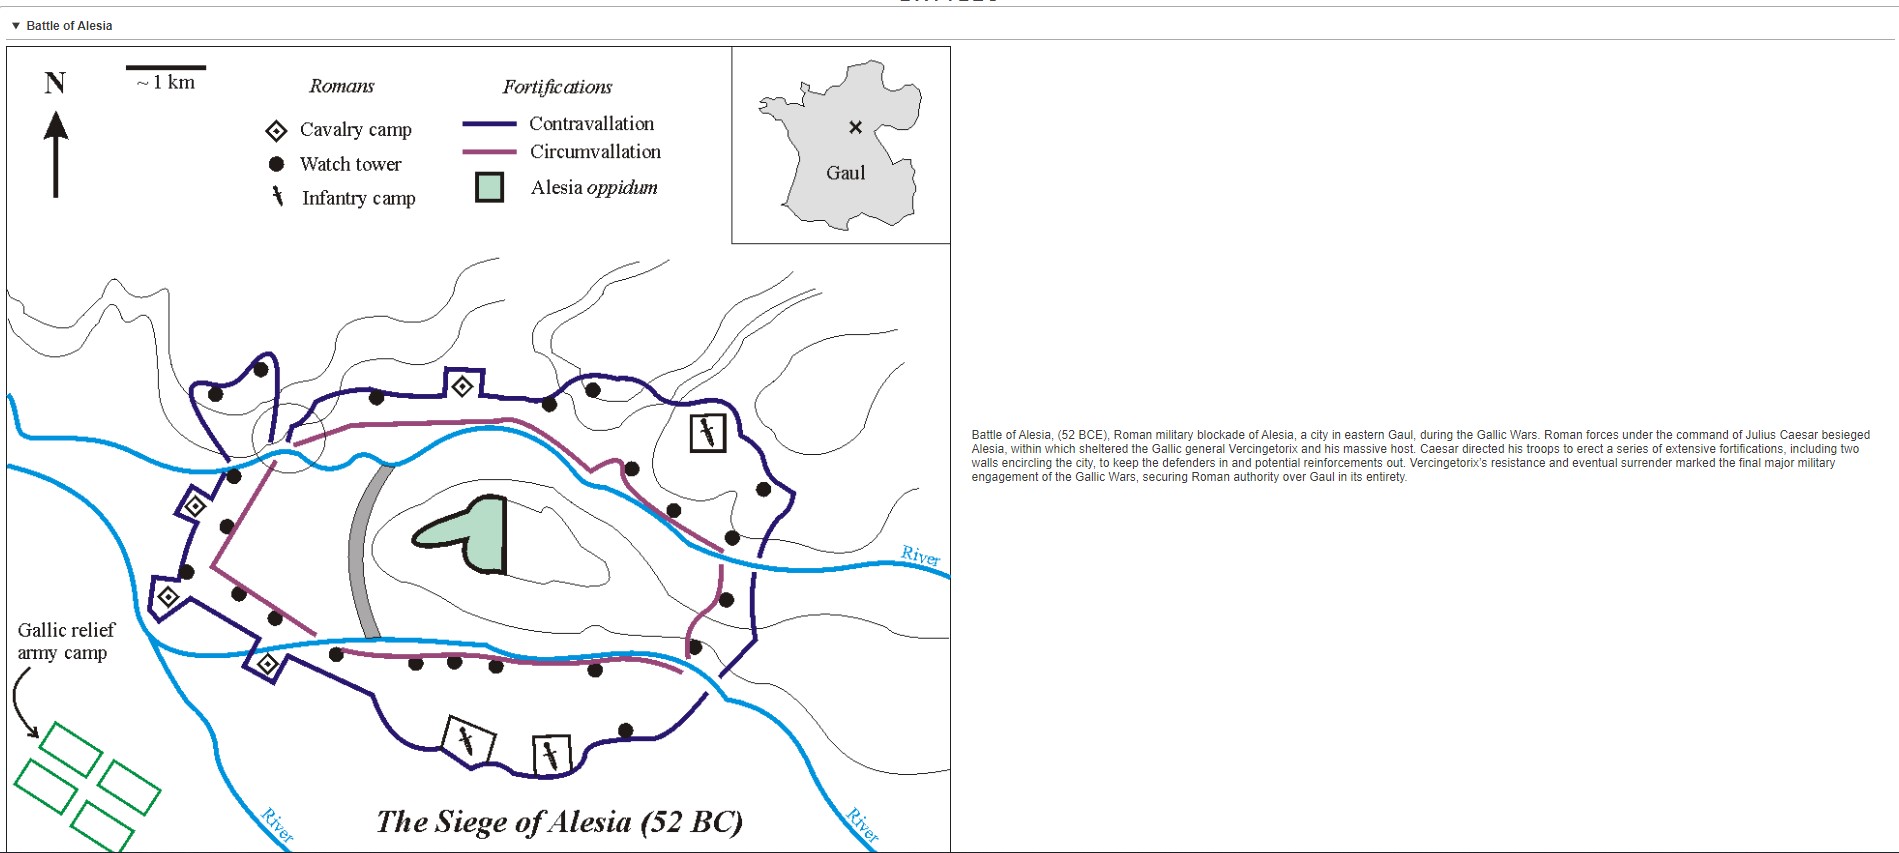 ▼ Battle of Alesia
N
~ 1 km
Romans
Cavalry camp
Watch tower
Infantry camp
Fortifications
Contravallation
Circumvallation
Alesia oppidum
Gaul
River
Gallic relief
army camp
River
River
The Siege of Alesia (52 BC)
Battle of Alesia, (52 BCE), Roman military blockade of Alesia, a city in eastern Gaul, during the Gallic Wars. Roman forces under the command of Julius Caesar besieged
Alesia, within which sheltered the Gallic general Vercingetorix and his massive host. Caesar directed his troops to erect a series of extensive fortifications, including two
walls encircling the city, to keep the defenders in and potential reinforcements out. Vercingetorix's resistance and eventual surrender marked the final major military
engagement of the Gallic Wars, securing Roman authority over Gaul in its entirety.